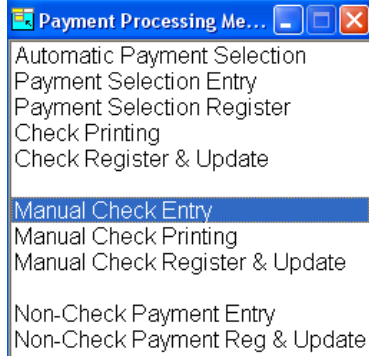 Payment Processing Me...
Automatic Payment Selection
Payment Selection Entry
Payment Selection Register
Check Printing
Check Register & Update
Manual Check Entry
Manual Check Printing
Manual Check Register & Update
Non-Check Payment Entry
Non-Check Payment Reg & Update